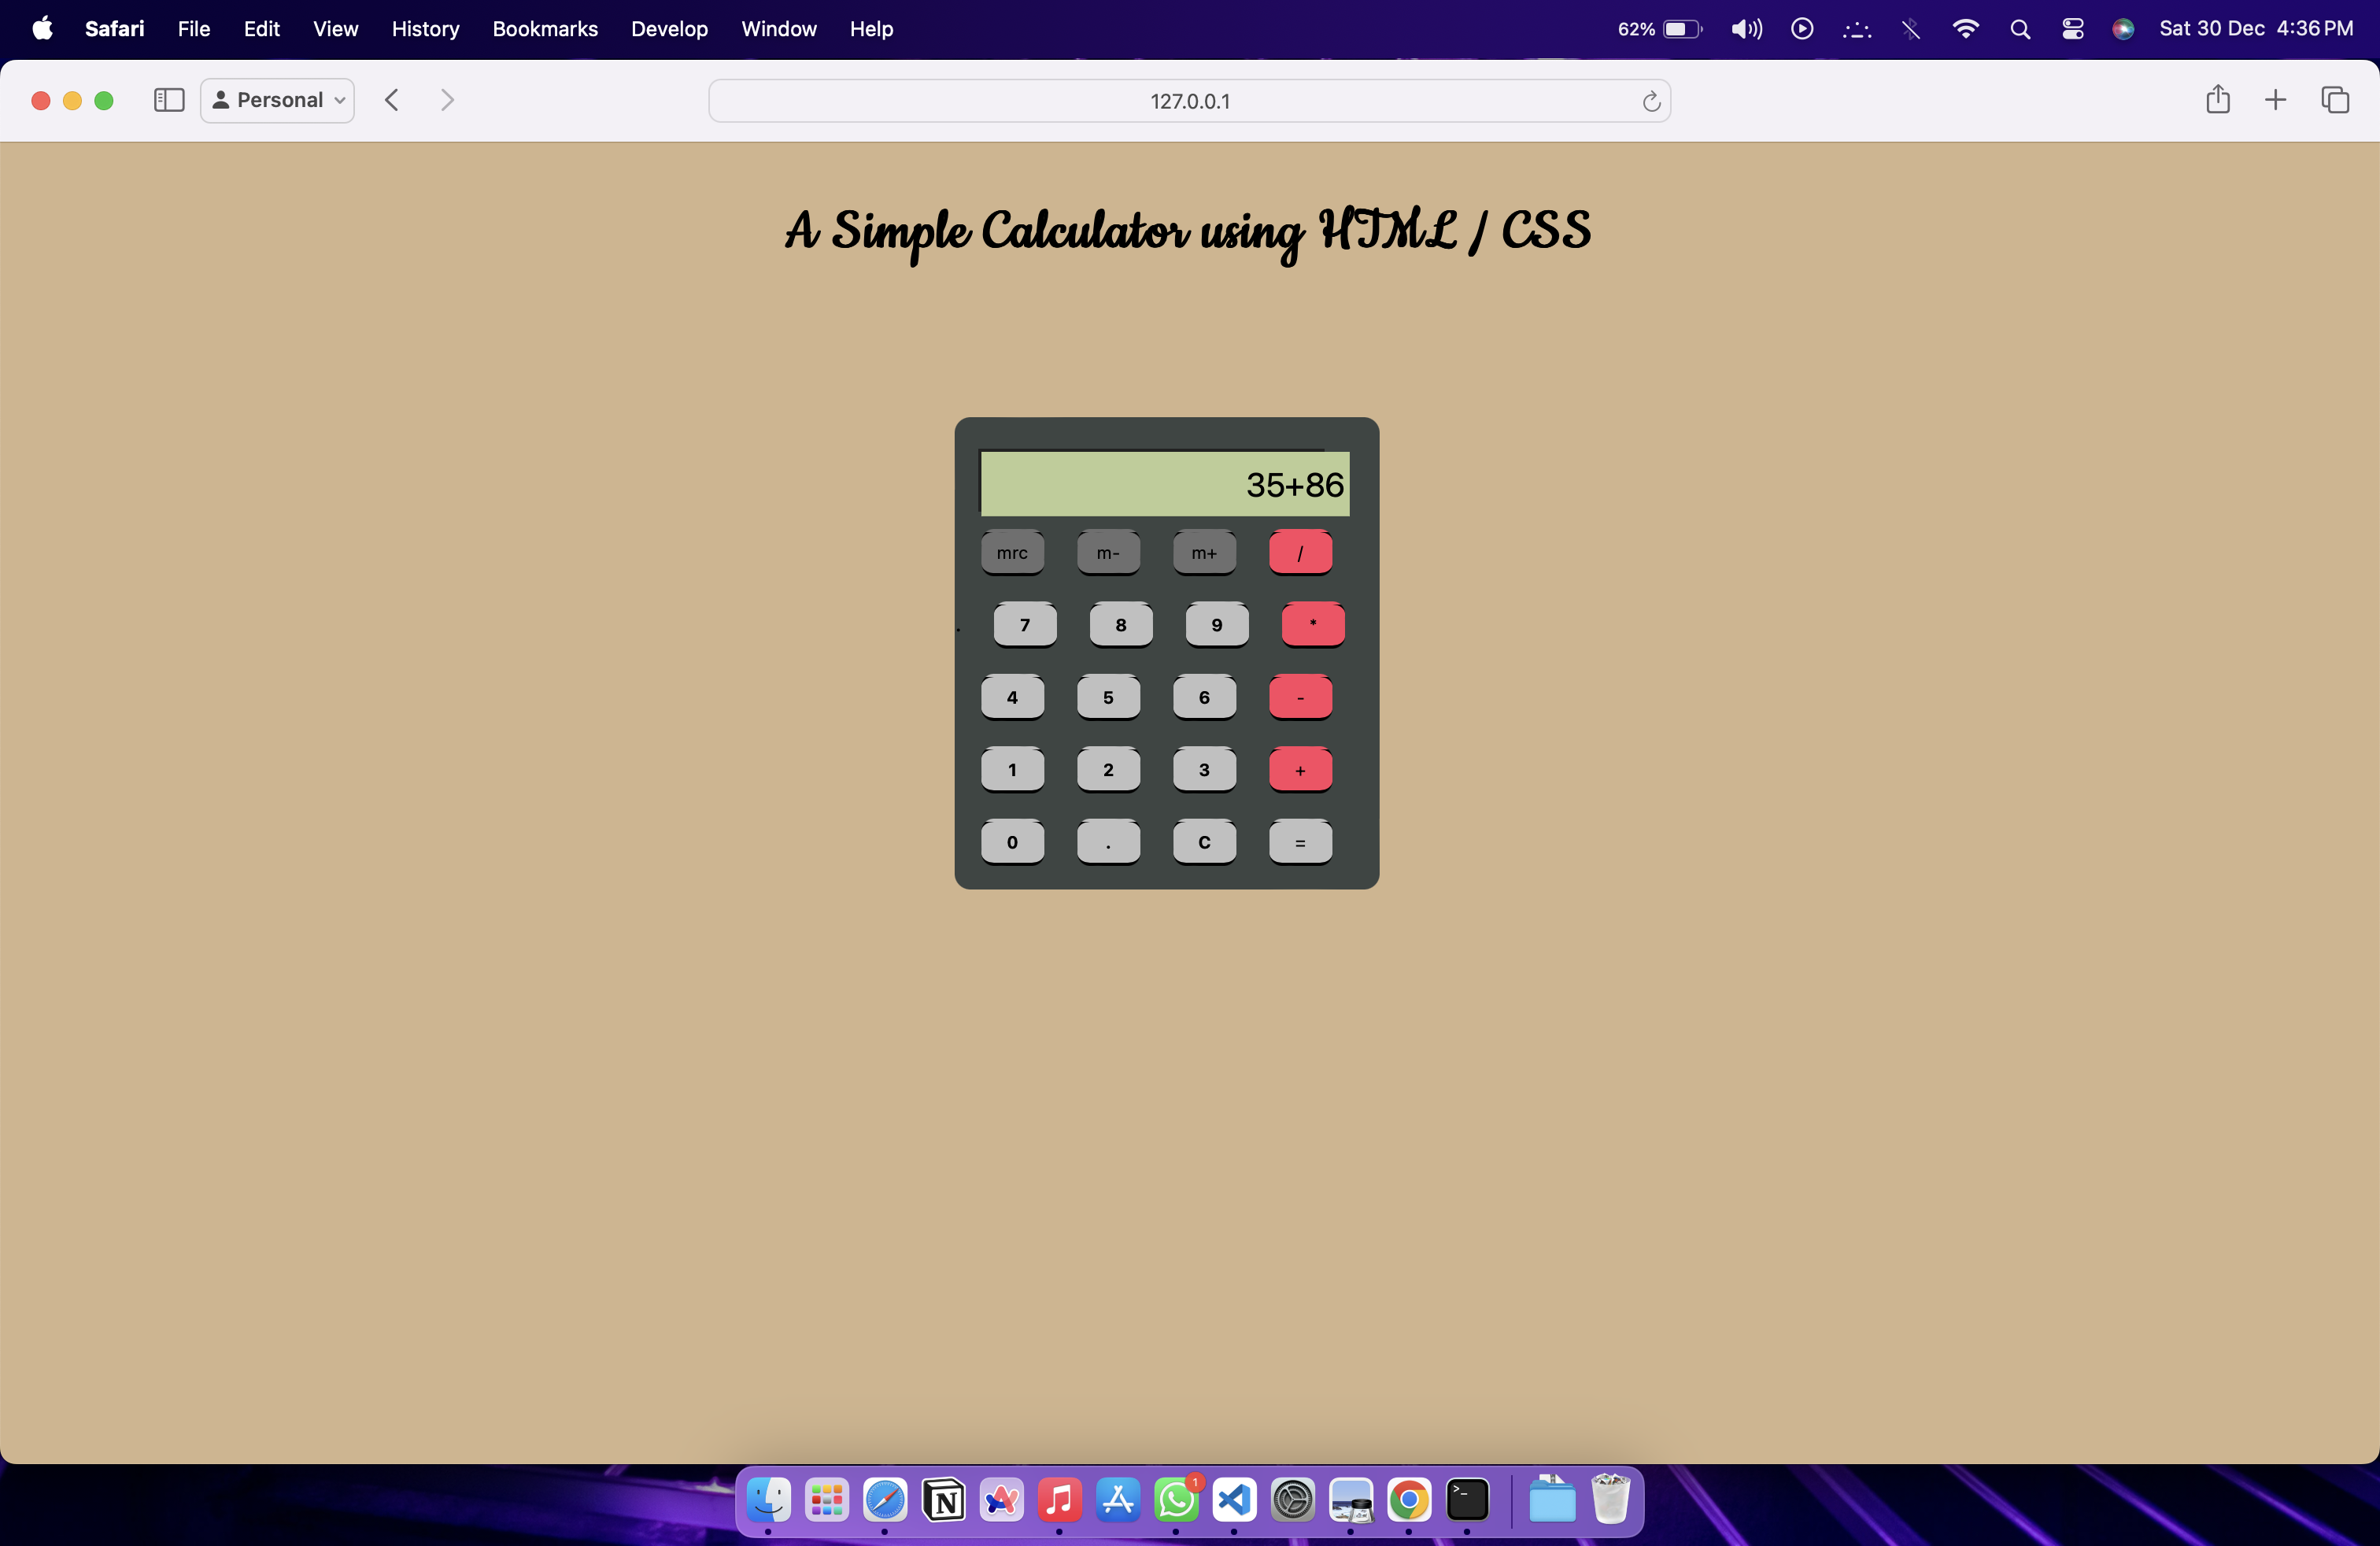 Safari File Edit View History Bookmarks Develop Window Help 62% Sat 30 Dec 4:36 PM
Personal 127.0.0.1
A Simple Calculator using HTML / CSS
35+86
mrc m- m+ /
. 7 8 9 *
4 5 6 -
1 2 3 +
0 . C =
N 1 >_